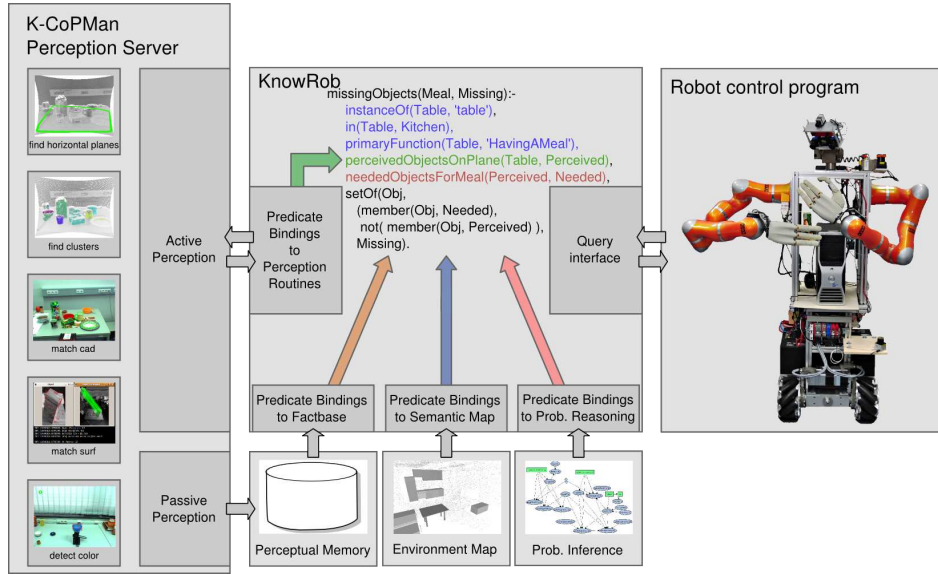 K-CoPMan
Perception Server
find horizontal planes
find clusters
match cad
match surf
detect color
Active
Perception
Passive
Perception
KnowRob
missingObjects(Meal, Missing):-
instanceOf(Table, 'table'),
in(Table, Kitchen),
primaryFunction(Table, 'HavingAMeal'),
perceivedObjectsOnPlane(Table, Perceived),
neededObjectsForMeal(Perceived, Needed),
setOf(Obj,
(member(Obj, Needed),
not( member(Obj, Perceived) ),
Missing).
Predicate
Bindings
to
Perception
Routines
Query
interface
Predicate Bindings
to Factbase
Predicate Bindings
to Semantic Map
Predicate Bindings
to Prob. Reasoning
Perceptual Memory
Environment Map
Prob. Inference
Robot control program